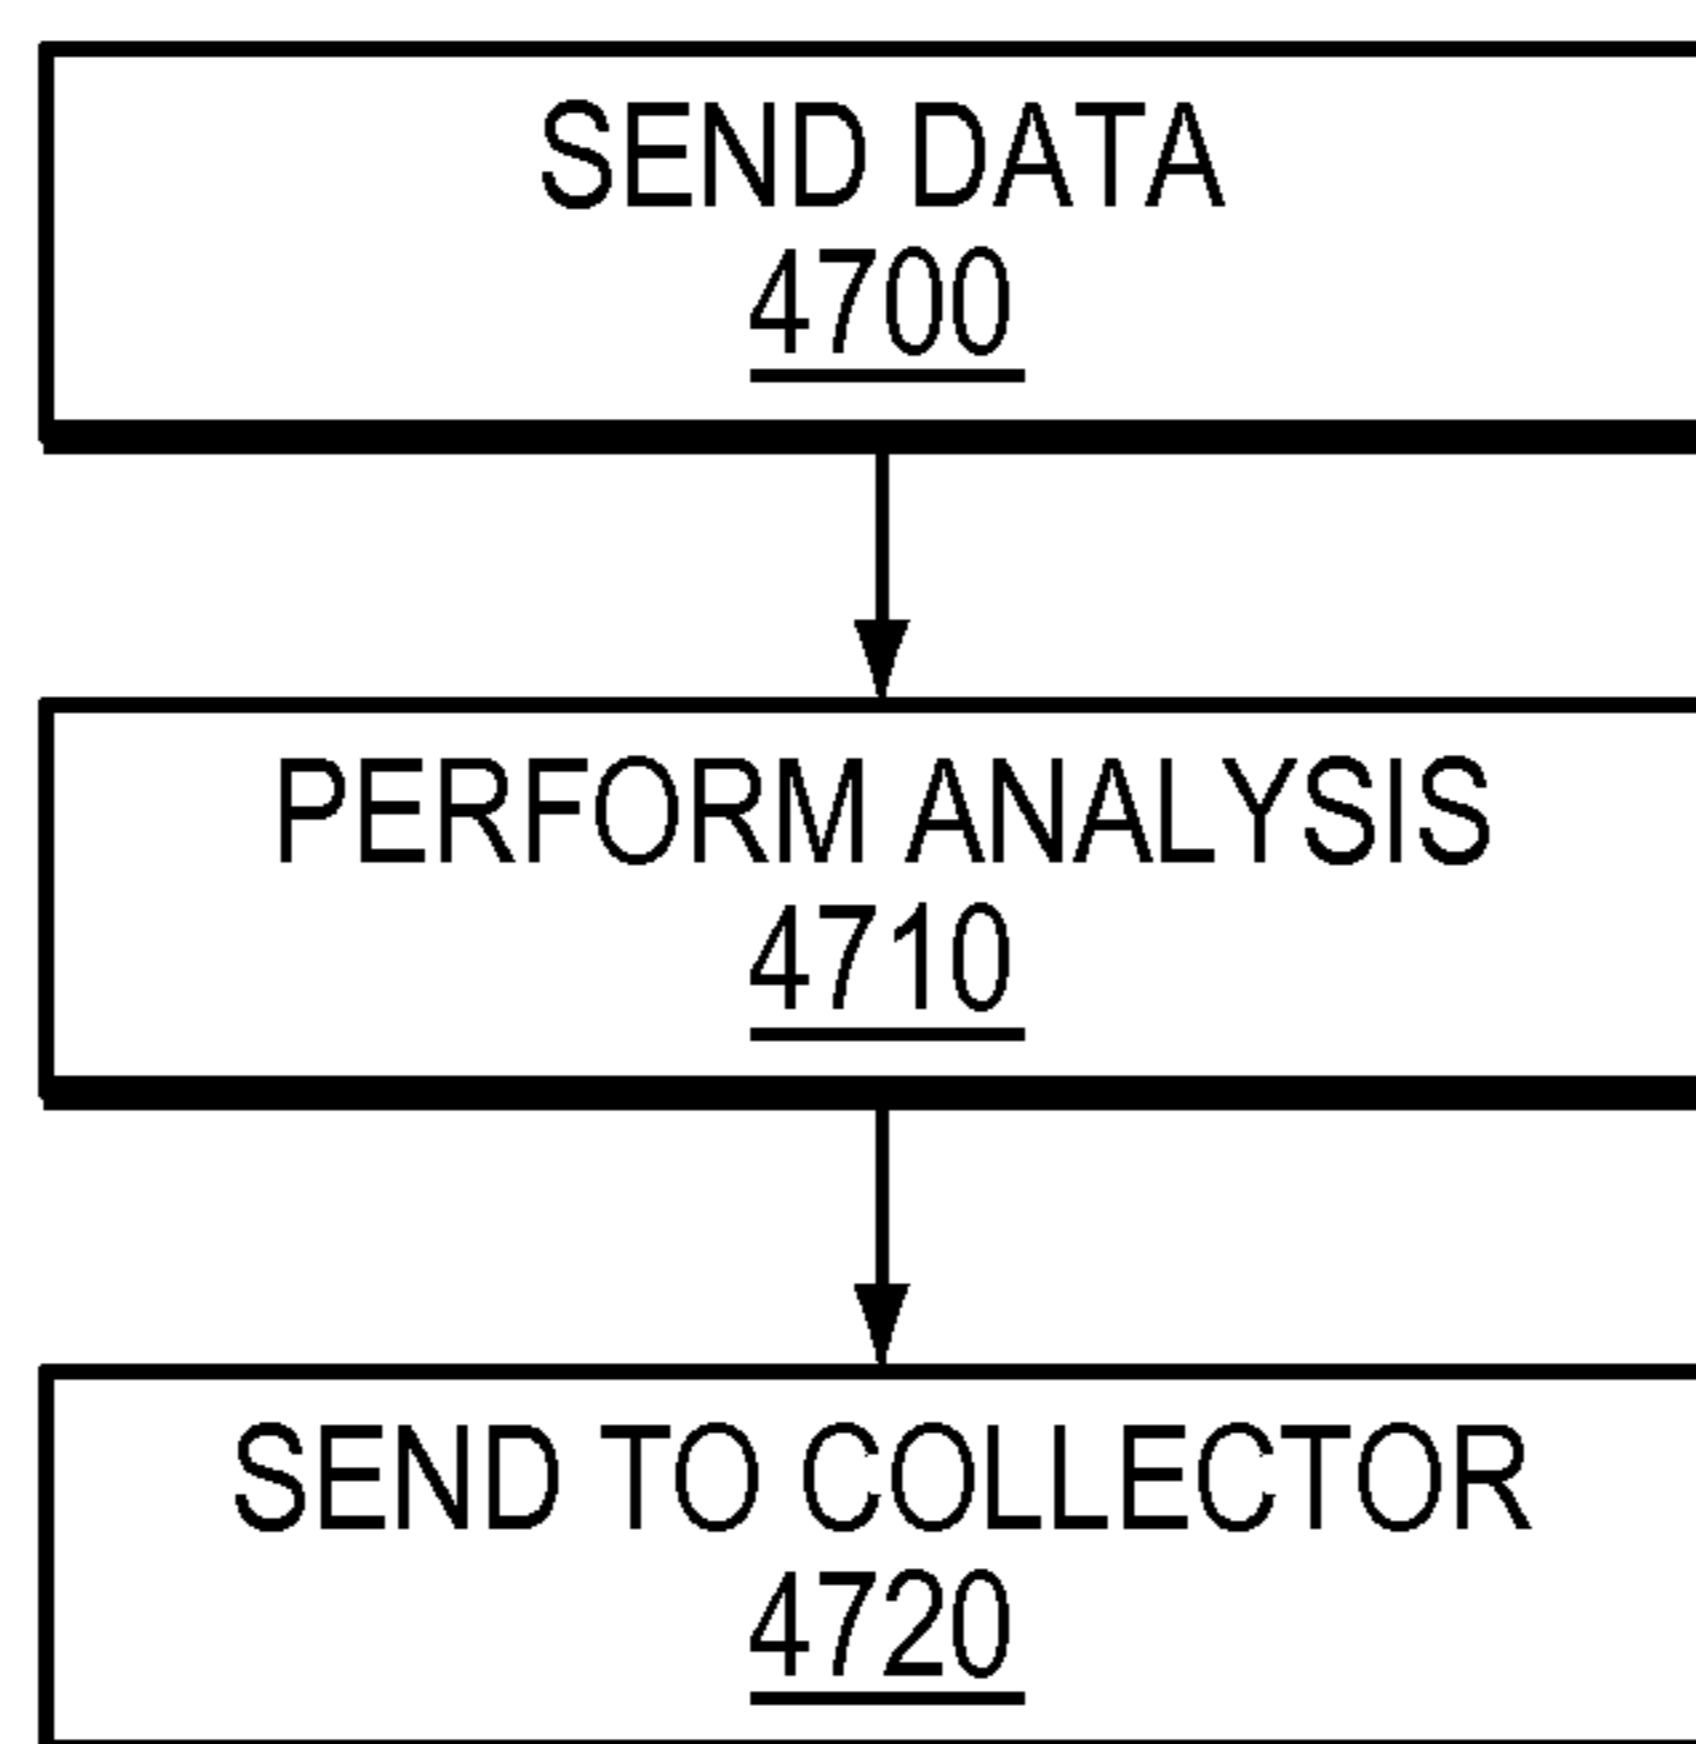 SEND DATA
4700
PERFORM ANALYSIS
4710
SEND TO COLLECTOR
4720